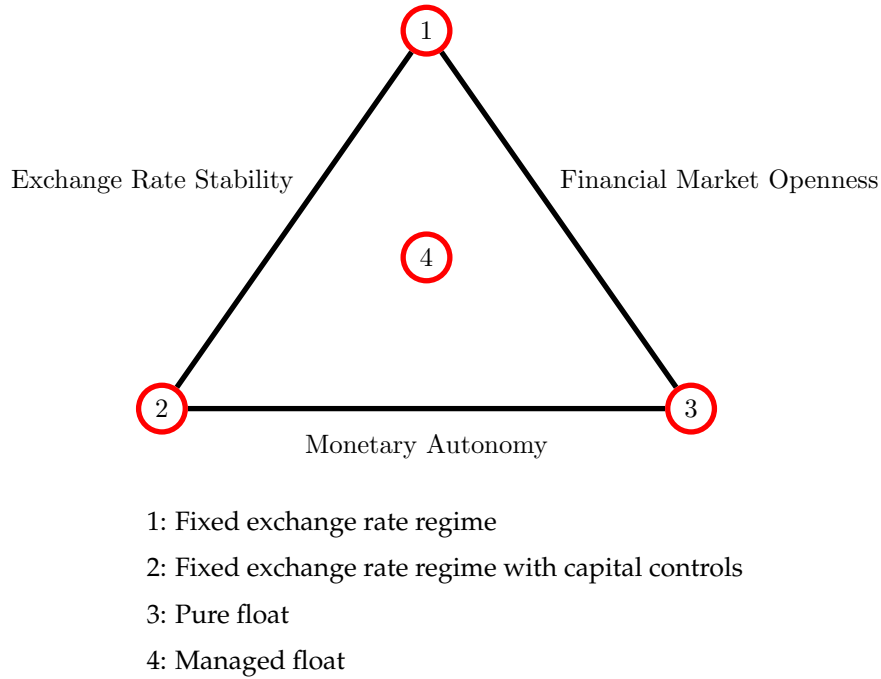 1
Exchange Rate Stability
Financial Market Openness
4
2
3
Monetary Autonomy
1: Fixed exchange rate regime
2: Fixed exchange rate regime with capital controls
3: Pure float
4: Managed float